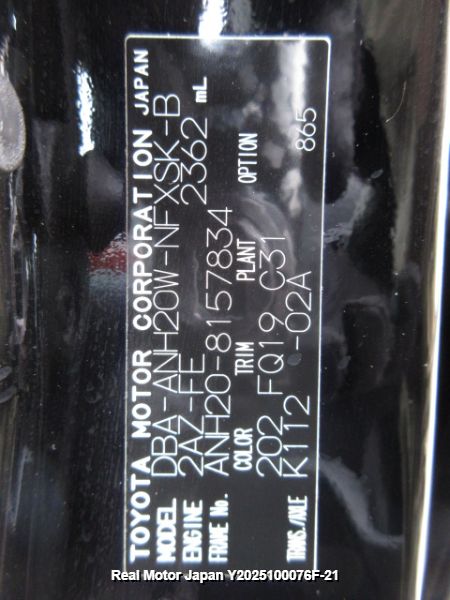 TOYOTA MOTOR CORPORATION JAPAN
MODEL DBA-ANH20W-NFXSK-B
ENGINE 2AZ-FE 2362 mL
FRAME No. ANH20-8157834
COLOR TRIM PLANT OPTION
202 FQ19 C31
TRANS./AXLE K112 -02A 865
Real Motor Japan Y2025100076F-21